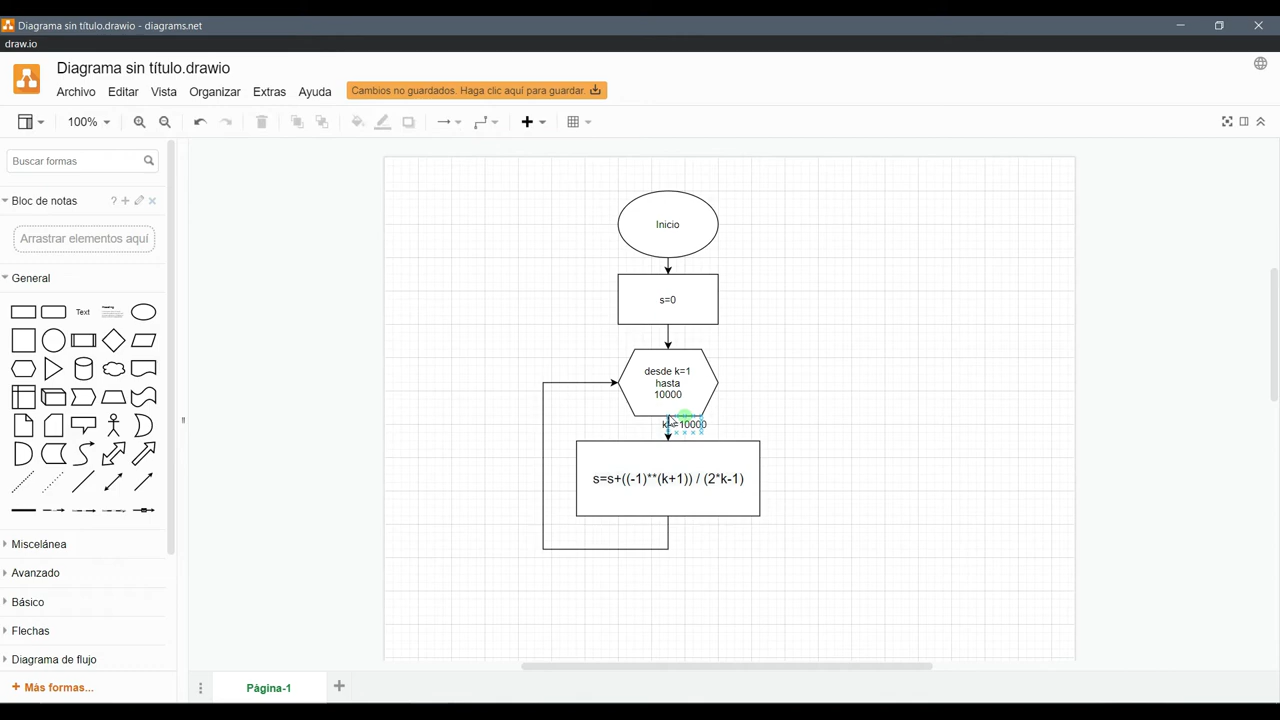 Diagrama sin título.drawio - diagrams.net
draw.io
Diagrama sin título.drawio
Archivo Editar Vista Organizar Extras Ayuda
Cambios no guardados. Haga clic aquí para guardar.
100%
Buscar formas
Bloc de notas
Arrastrar elementos aquí
General
Text
Heading
Misceláneа
Avanzado
Básico
Flechas
Diagrama de flujo
+ Más formas...
Inicio
s=0
desde k=1
hasta
10000
=10000
s=s+((-1)**(k+1)) / (2*k-1)
Página-1